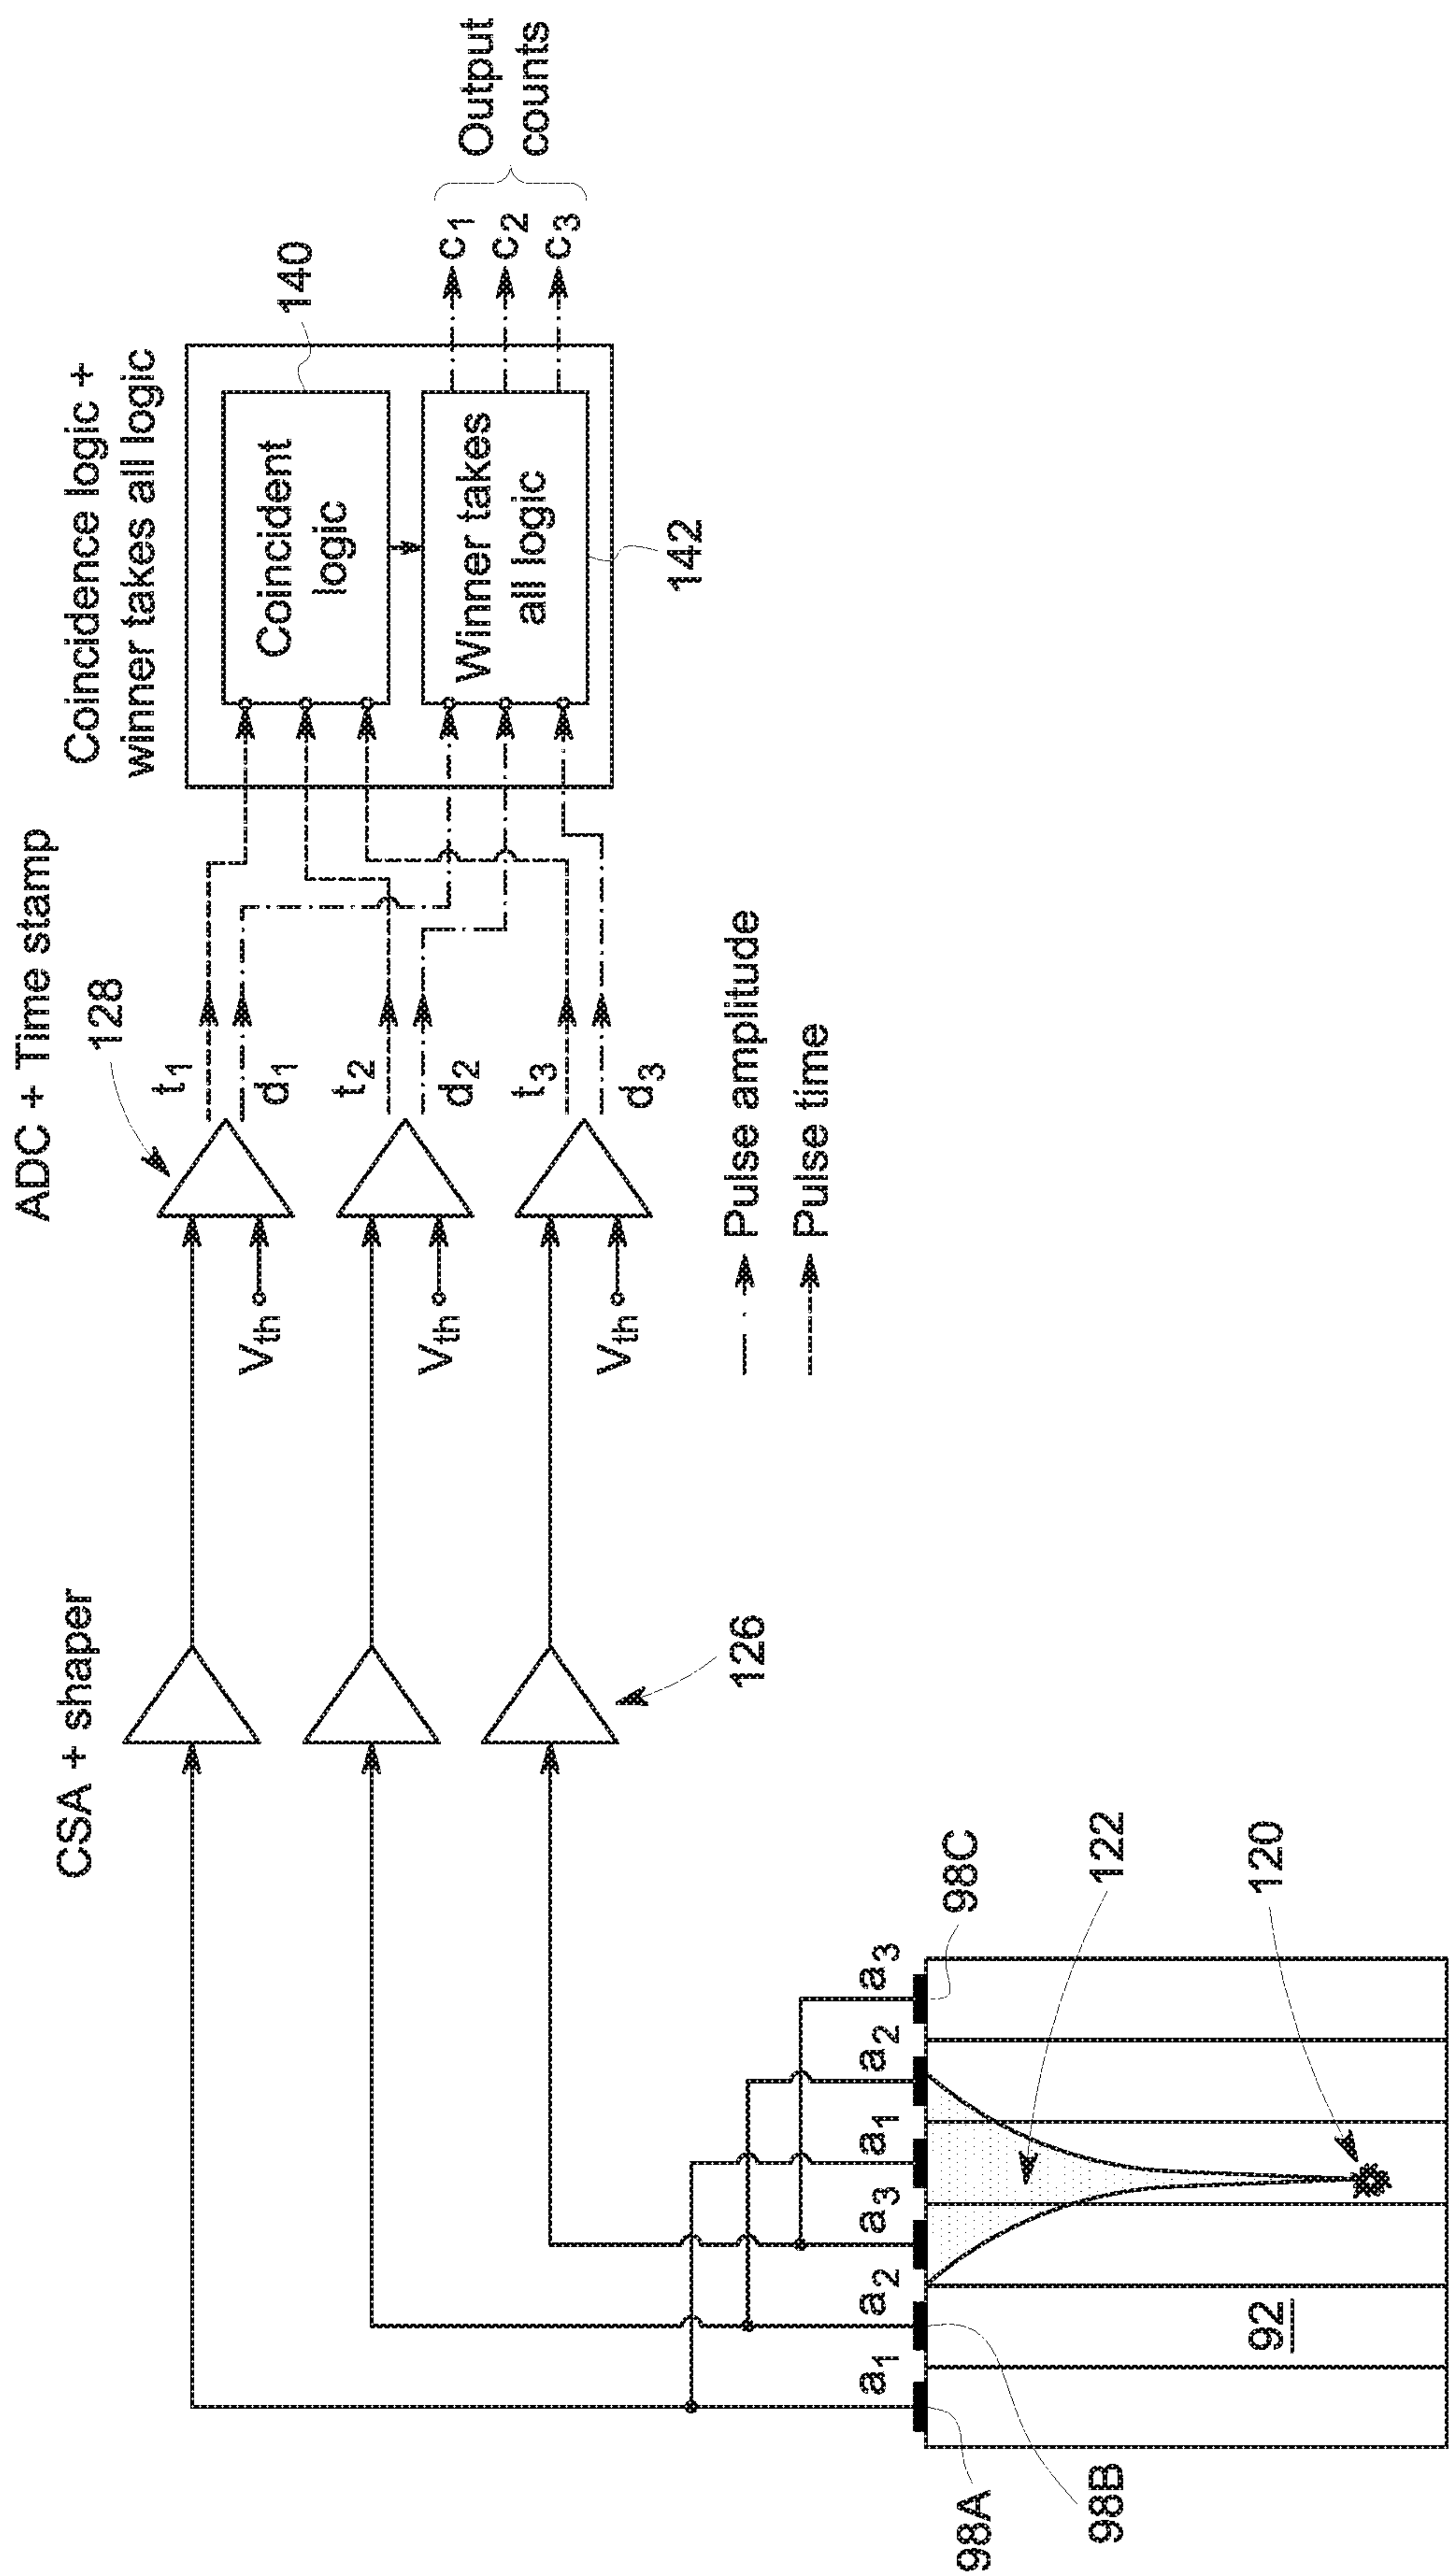 CSA + shaper
ADC + Time stamp
Coincidence logic +
winner takes all logic
128
140
t₁
d₁
t₂
d₂
t₃
d₃
Vₜₕ
Vₜₕ
Vₜₕ
126
Coincident
logic
Winner takes
all logic
142
c₁
c₂
c₃
Output
counts
Pulse amplitude
Pulse time
a₁
a₂
a₃
a₁
a₂
a₃
98A
98B
98C
92
122
120